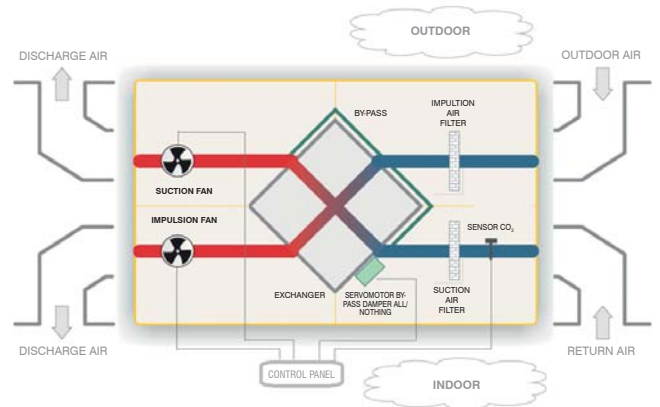 OUTDOOR
DISCHARGE AIR
OUTDOOR AIR
BY-PASS
IMPULTION
AIR
FILTER
SUCTION FAN
IMPULSION FAN
SENSOR CO₂
EXCHANGER
SERVOMOTOR BY-
PASS DAMPER ALL/
NOTHING
SUCTION
AIR
FILTER
DISCHARGE AIR
RETURN AIR
CONTROL PANEL
INDOOR